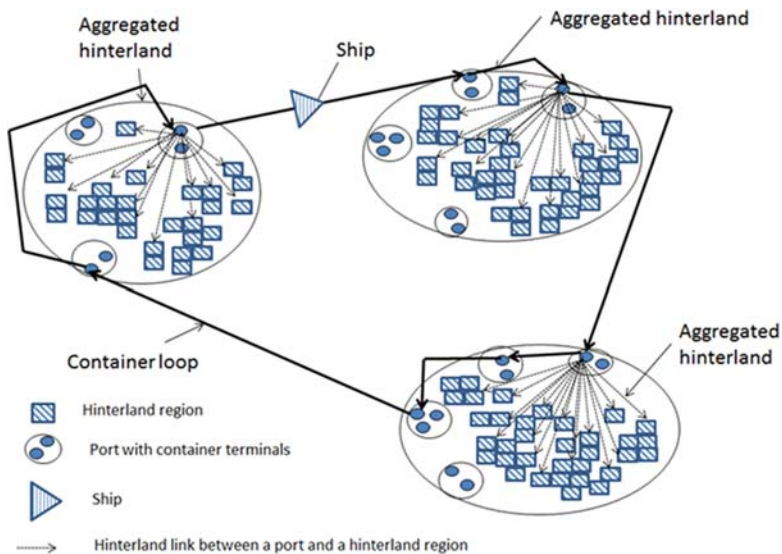 Aggregated
hinterland
Ship
Aggregated hinterland
Aggregated
hinterland
Container loop
Hinterland region
Port with container terminals
Ship
Hinterland link between a port and a hinterland region